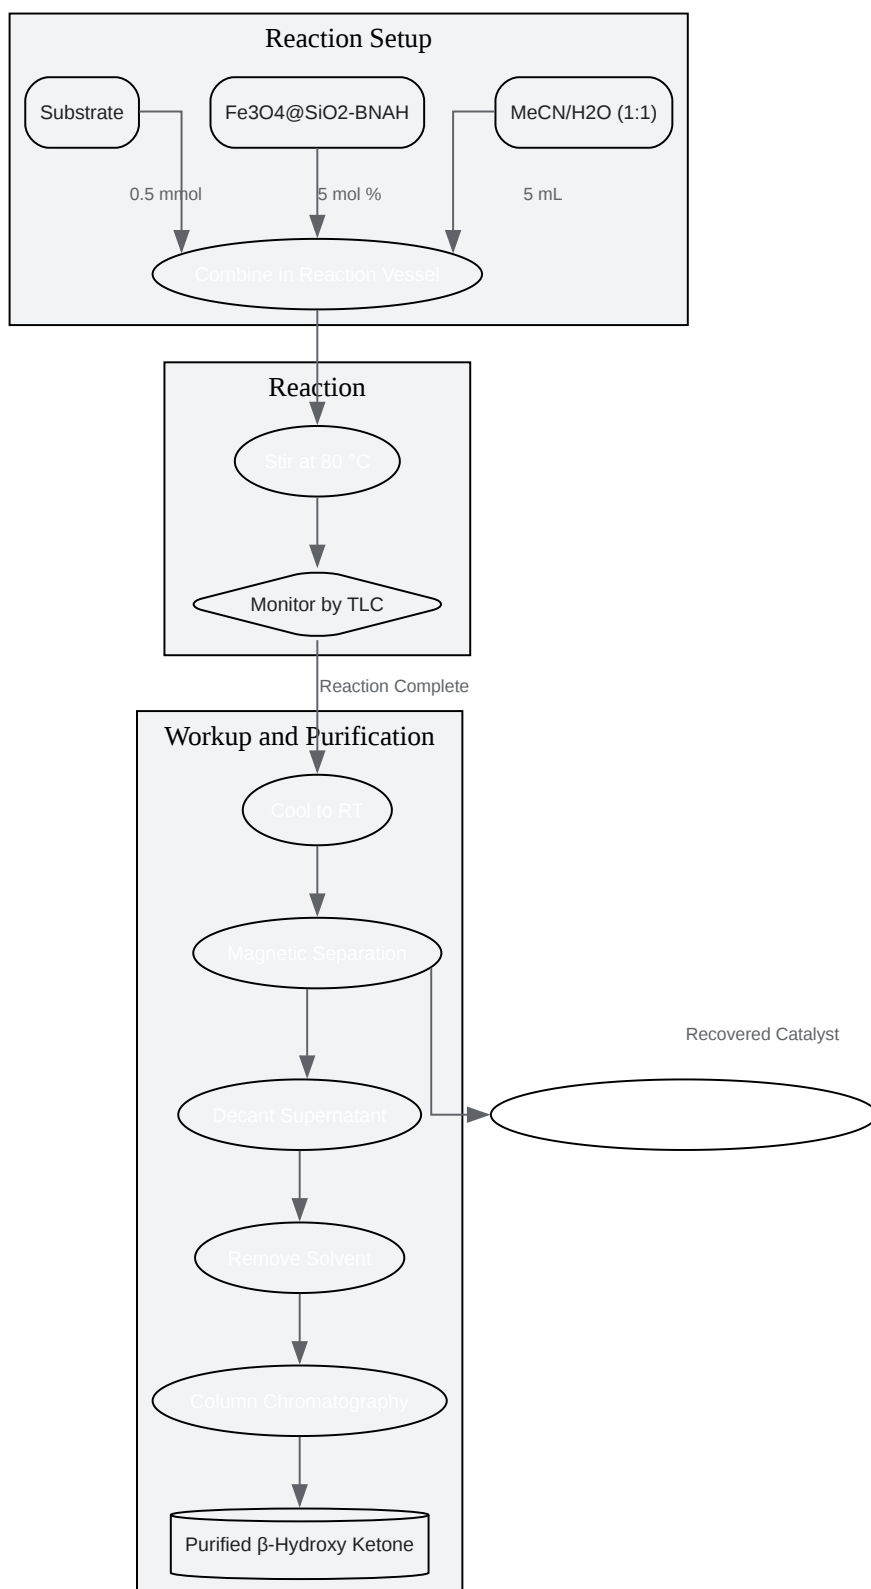 Reaction Setup
Substrate
Fe3O4@SiO2-BNAH
MeCN/H2O (1:1)
0.5 mmol
5 mol %
5 mL
Combine in Reaction Vessel
Reaction
Stir at 80 °C
Monitor by TLC
Reaction Complete
Workup and Purification
Cool to RT
Magnetic Separation
Recovered Catalyst
Decant Supernatant
Remove Solvent
Column Chromatography
Purified β-Hydroxy Ketone